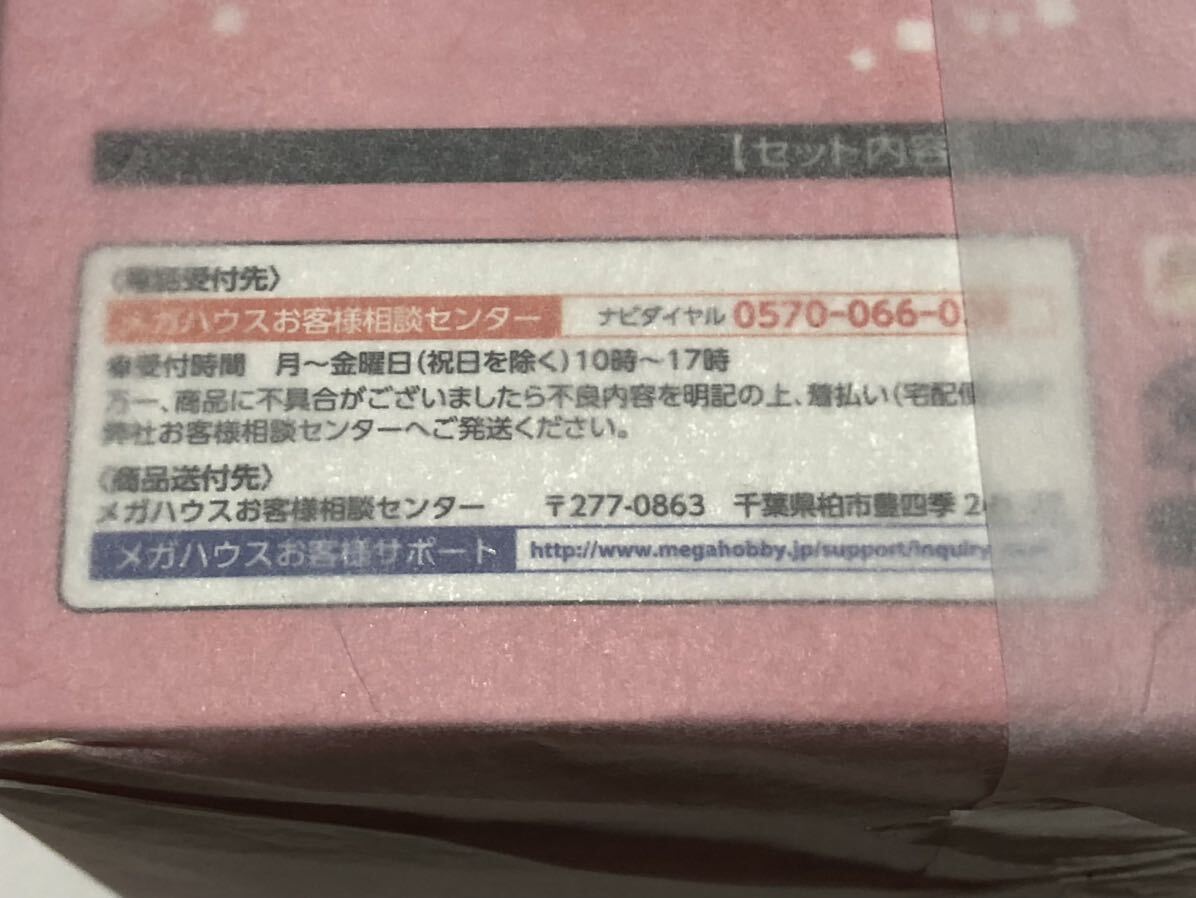 【セット内容
〈電話受付先〉
メガハウスお客様相談センター ナビダイヤル 0570-066-0
受付時間 月〜金曜日(祝日を除く)10時〜17時
万一、商品に不具合がございましたら不良内容を明記の上、着払い(宅配便
弊社お客様相談センターへご発送ください。
〈商品送付先〉
メガハウスお客様相談センター 〒277-0863 千葉県柏市豊四季
メガハウスお客様サポート http://www.megahobby.jp/support/inquiry